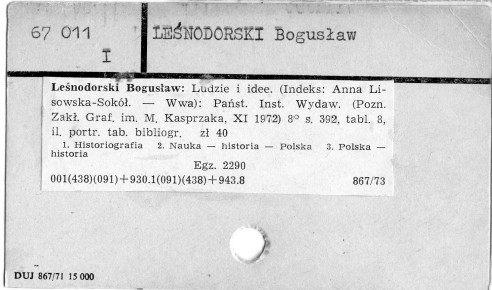 67 011
I
LEŚNODORSKI Bogusław
Leśnodorski Bogusław: Ludzie i idee. (Indeks: Anna Li-
sowska-Sokół. — Wwa): Państ. Inst. Wydaw. (Pozn.
Zakł. Graf. im. M. Kasprzaka, XI 1972) 8° s. 392, tabl. 8,
il. portr. tab. bibliogr. zł 40
1. Historiografia 2. Nauka — historia — Polska 3. Polska —
historia
Egz. 2290
001(438)(091)+930.1(091)(438)+943.8 867/73
DUJ 867/71 15 000